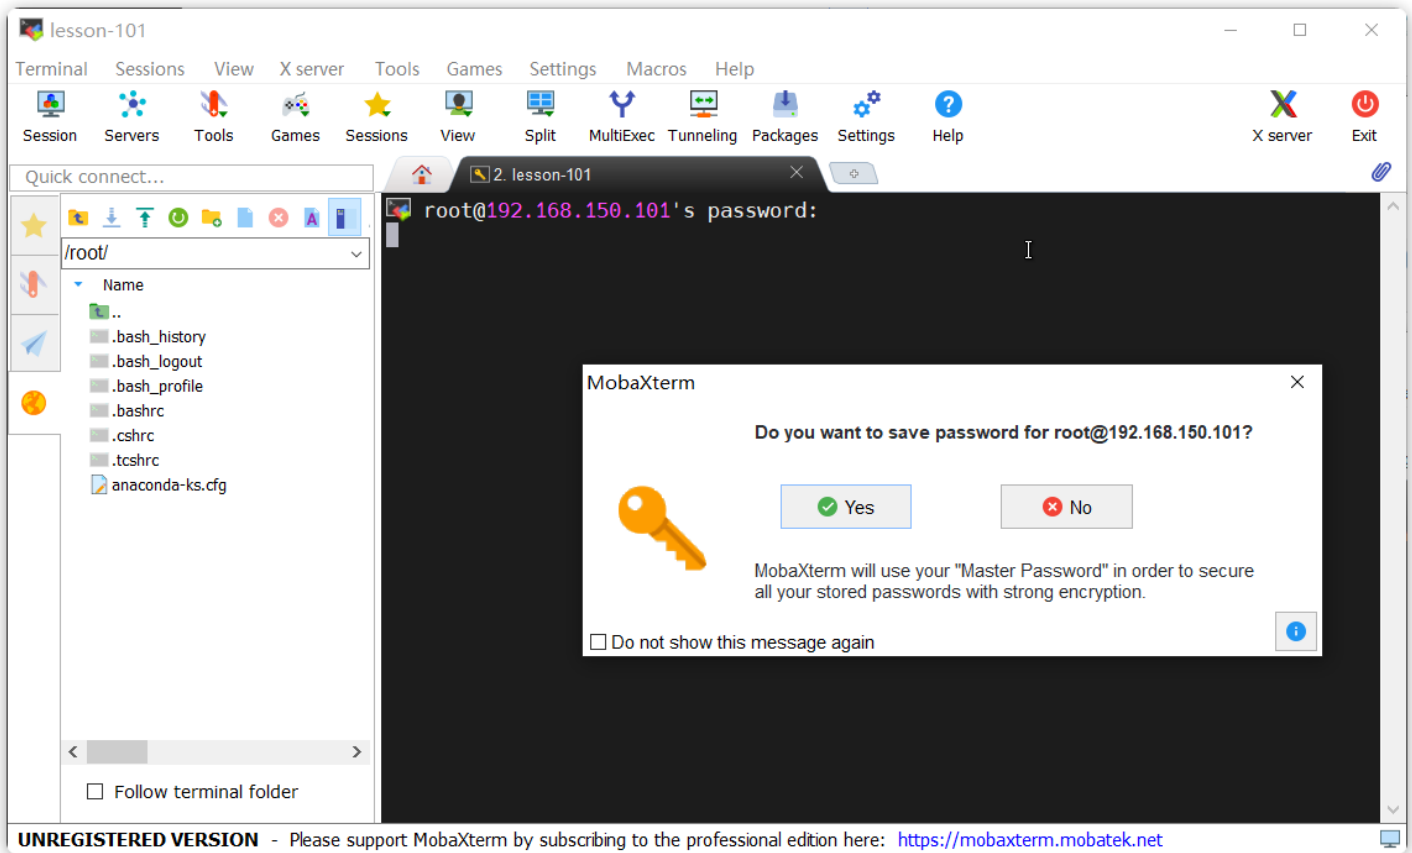 lesson-101
Terminal Sessions View X server Tools Games Settings Macros Help
Session Servers Tools Games Sessions View Split MultiExec Tunneling Packages Settings Help X server Exit
Quick connect...
2. lesson-101
root@192.168.150.101's password:
/root/
Name
..
.bash_history
.bash_logout
.bash_profile
.bashrc
.cshrc
.tcshrc
anaconda-ks.cfg
MobaXterm
Do you want to save password for root@192.168.150.101?
Yes No
MobaXterm will use your "Master Password" in order to secure
all your stored passwords with strong encryption.
Do not show this message again
Follow terminal folder
UNREGISTERED VERSION - Please support MobaXterm by subscribing to the professional edition here: https://mobaxterm.mobatek.net